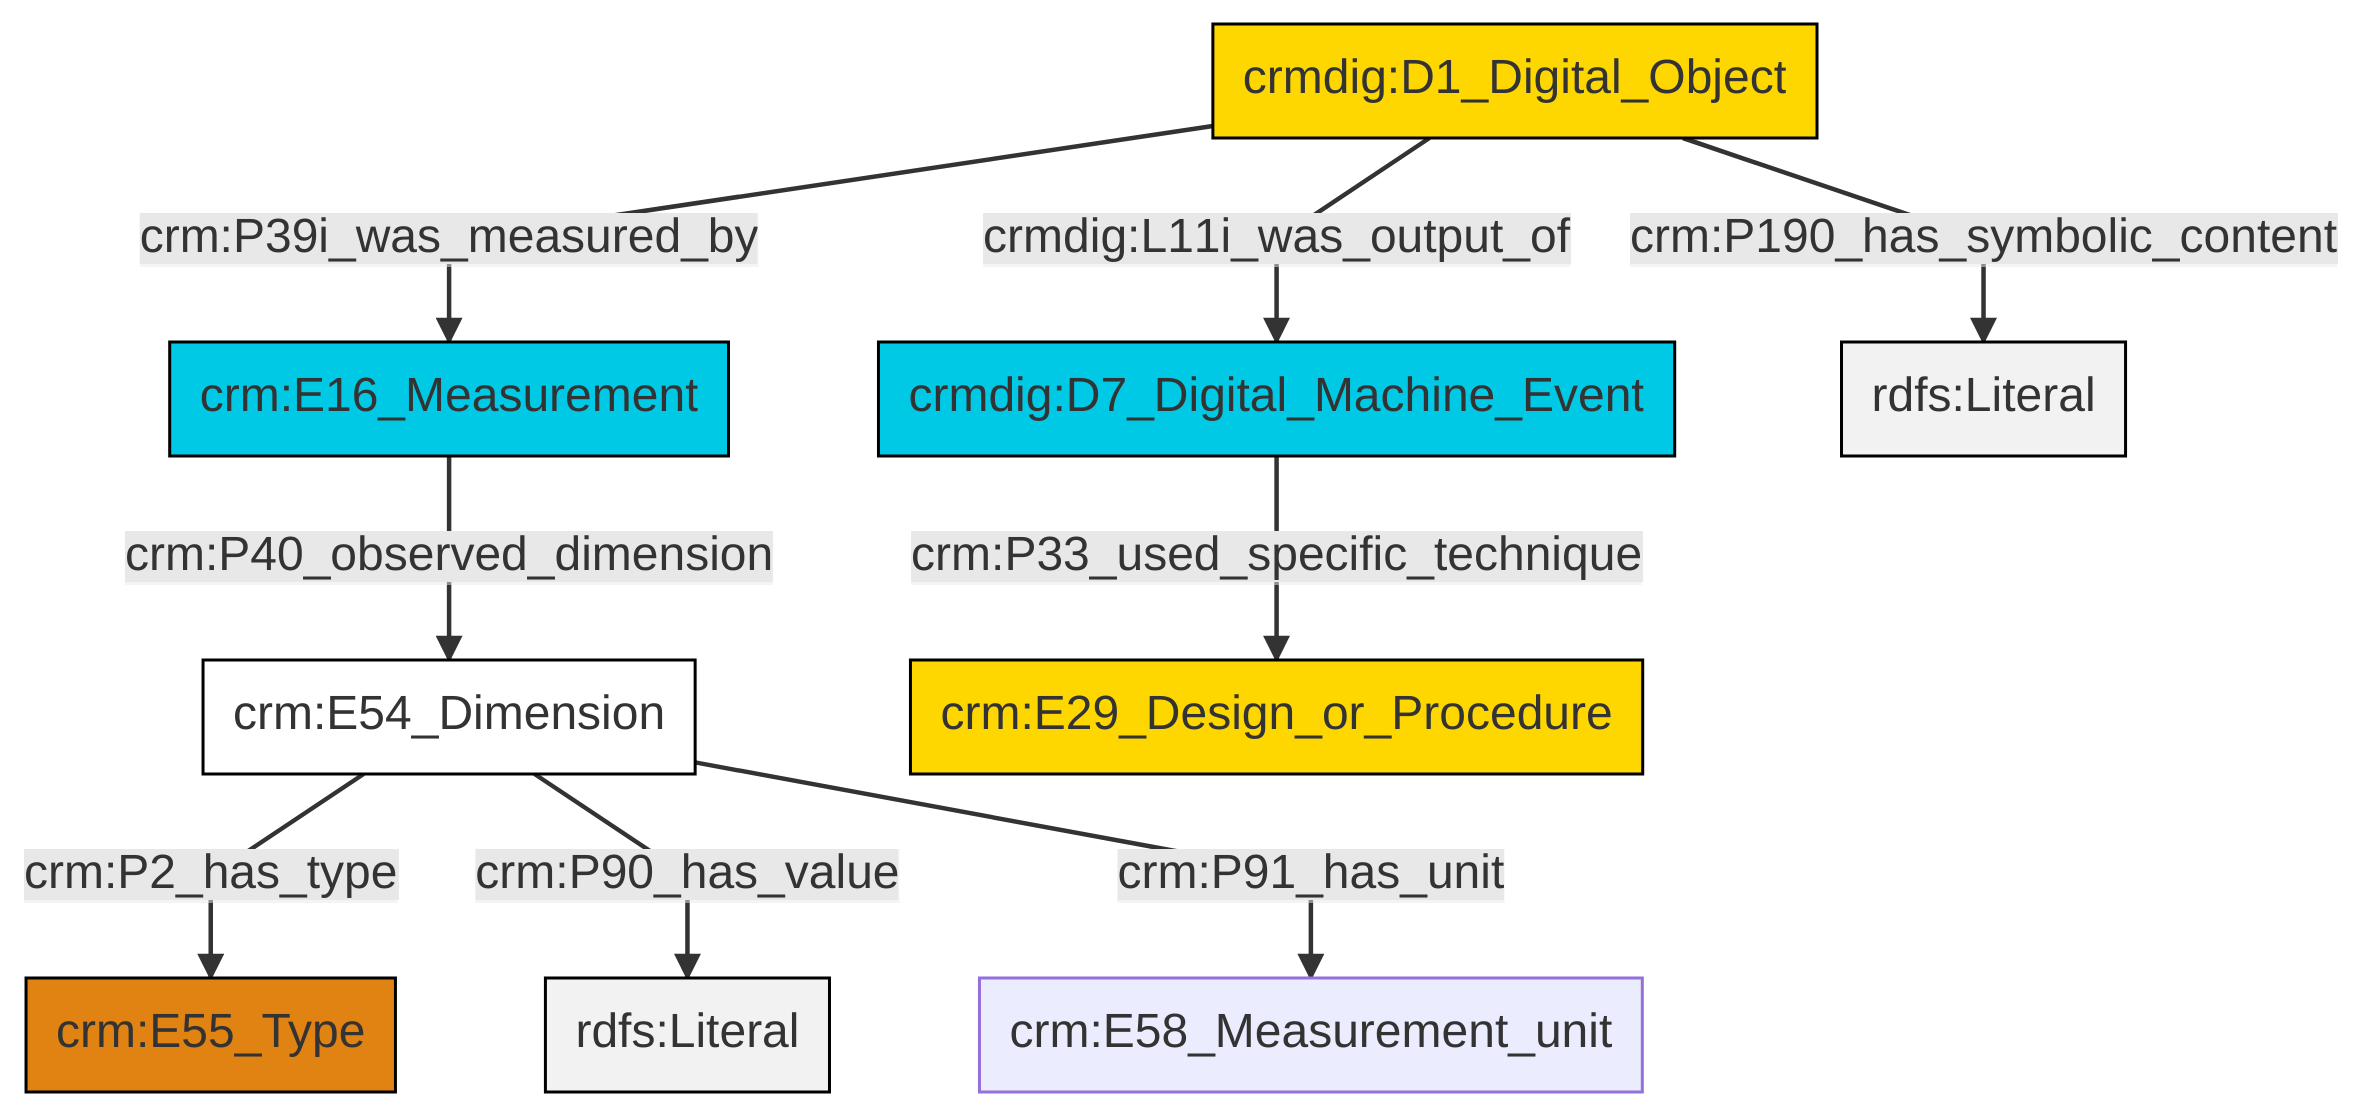 crmdig:D1_Digital_Object
crm:P39i_was_measured_by
crmdig:L11i_was_output_of
crm:P190_has_symbolic_content
crm:E16_Measurement
crmdig:D7_Digital_Machine_Event
rdfs:Literal
crm:P40_observed_dimension
crm:P33_used_specific_technique
crm:E54_Dimension
crm:E29_Design_or_Procedure
crm:P2_has_type
crm:P90_has_value
crm:P91_has_unit
crm:E55_Type
rdfs:Literal
crm:E58_Measurement_unit